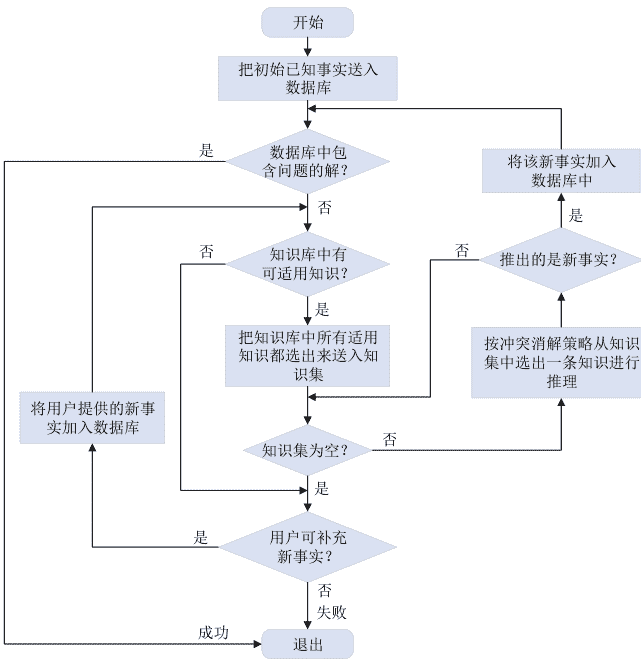 开始
把初始已知事实送入
数据库
是
数据库中包
含问题的解？
将该新事实加入
数据库中
否
是
否
知识库中有
可适用知识？
否
推出的是新事实？
是
把知识库中所有适用
知识都选出来送入知
识集
按冲突消解策略从知识
集中选出一条知识进行
推理
将用户提供的新事
实加入数据库
知识集为空？
否
是
是
用户可补充
新事实？
否
失败
成功
退出